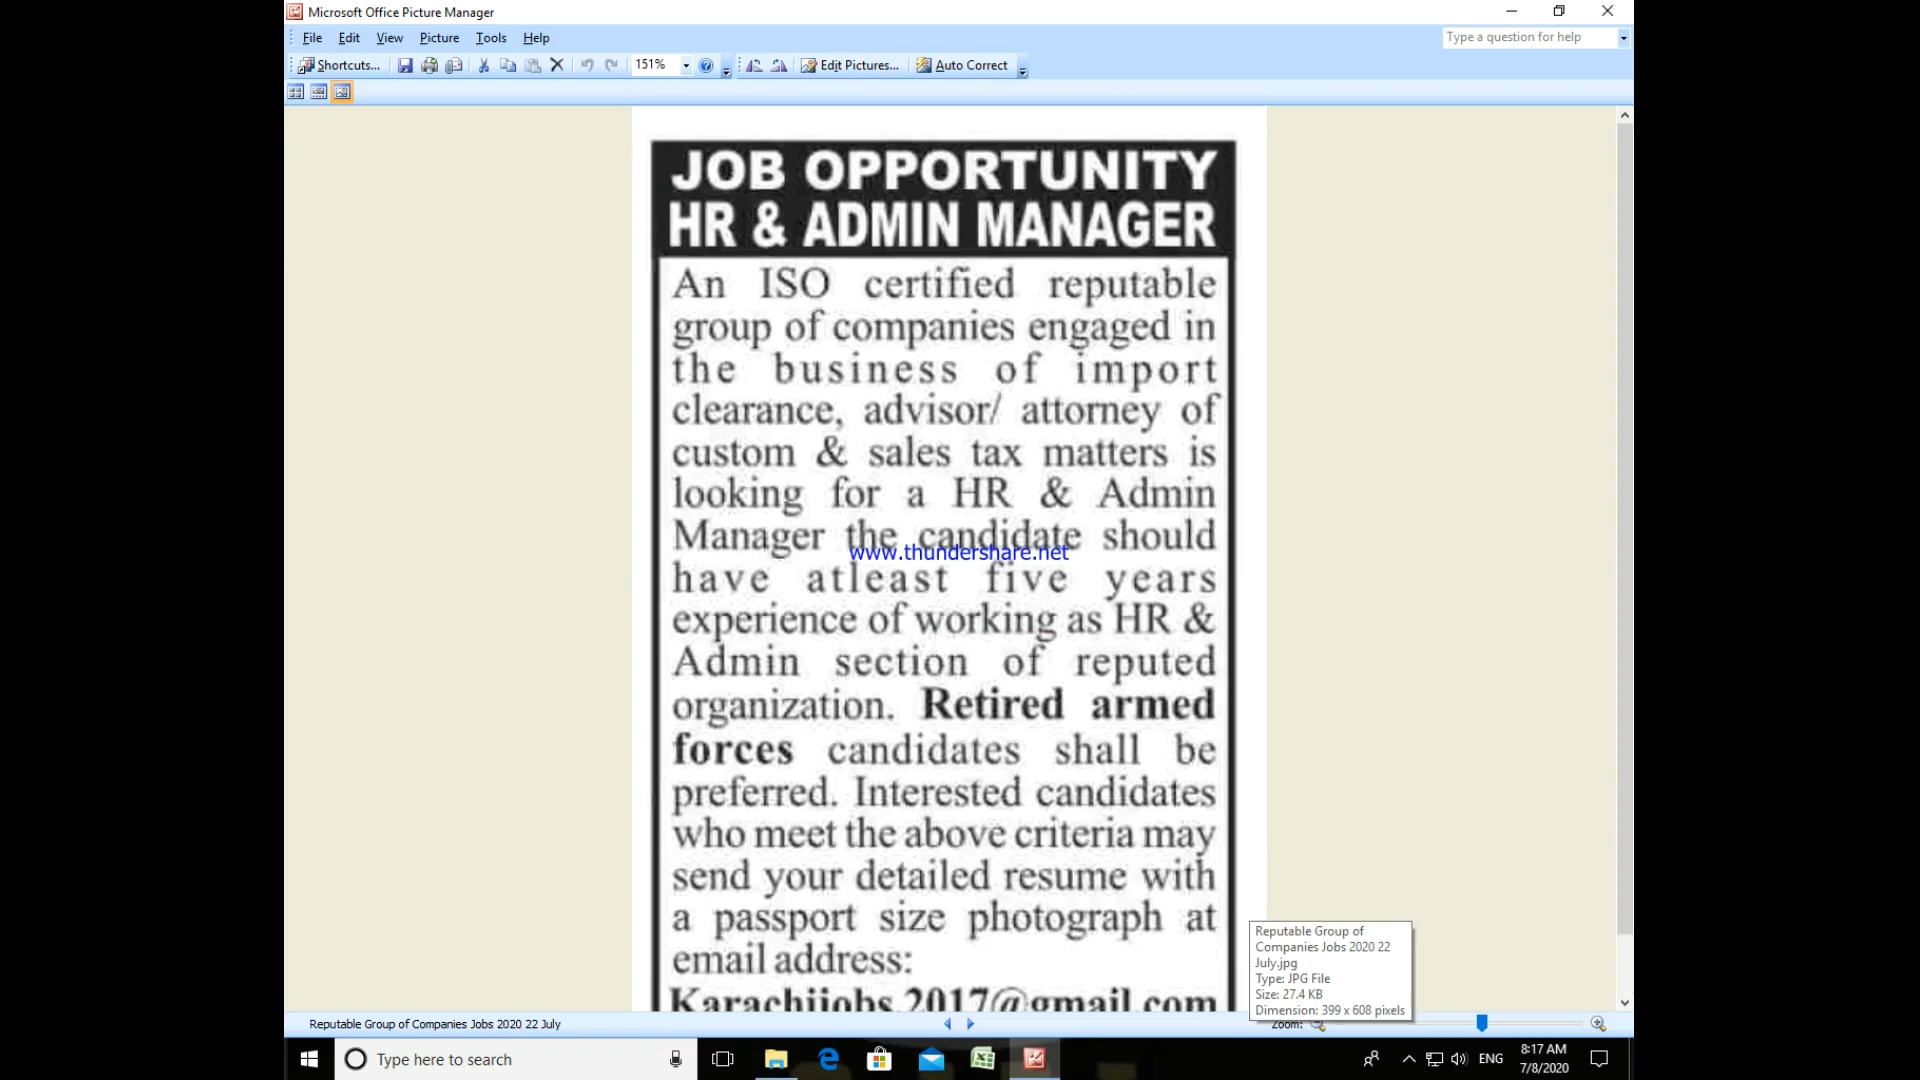 Microsoft Office Picture Manager
File Edit View Picture Tools Help
Type a question for help
Shortcuts... 151% Edit Pictures... Auto Correct
JOB OPPORTUNITY
HR & ADMIN MANAGER
An ISO certified reputable
group of companies engaged in
the business of import
clearance, advisor/ attorney of
custom & sales tax matters is
looking for a HR & Admin
Manager the candidate should
www.thundershare.net
have atleast five years
experience of working as HR &
Admin section of reputed
organization. Retired armed
forces candidates shall be
preferred. Interested candidates
who meet the above criteria may
send your detailed resume with
a passport size photograph at
email address:
Karachijobs.2017@gmail.com
Reputable Group of
Companies Jobs 2020 22
July.jpg
Type: JPG File
Size: 27.4 KB
Dimension: 399 x 608 pixels
Reputable Group of Companies Jobs 2020 22 July
Zoom:
Type here to search
ENG
8:17 AM
7/8/2020